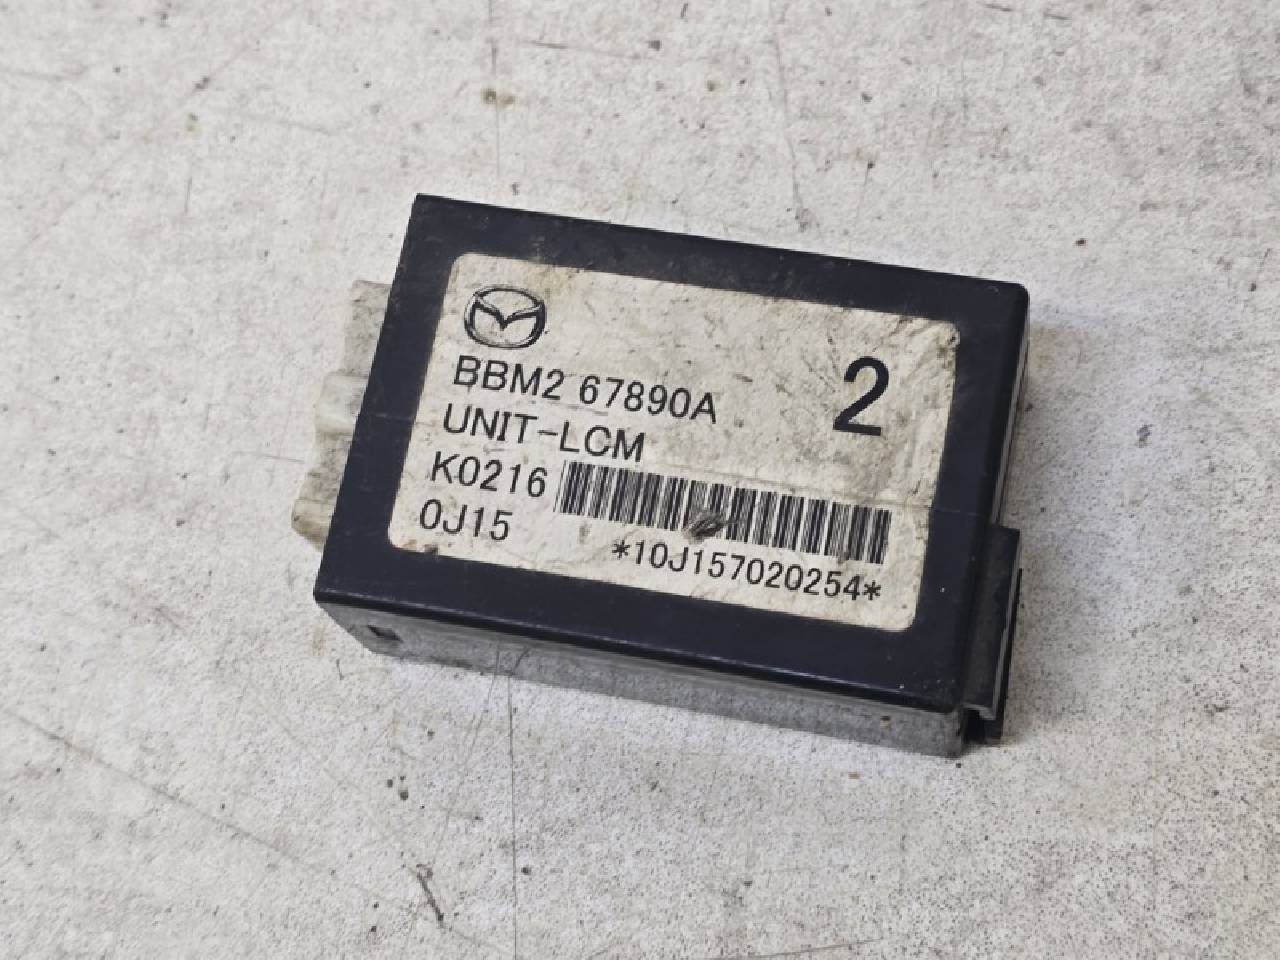 BBM2 67890A
2
UNIT-LCM
K0216
0J15
*10J157020254*